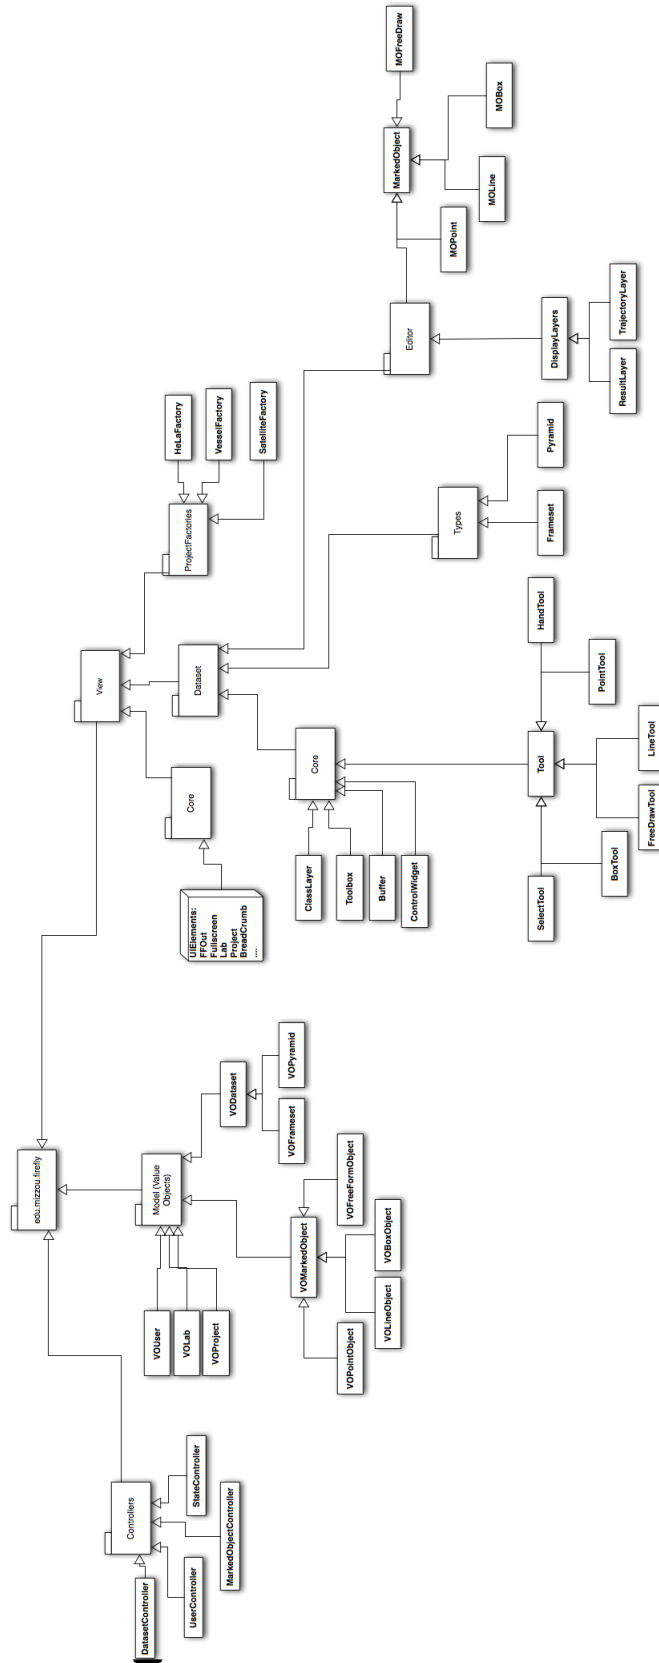 edu.mizzou.firefly
Controllers
DatasetController
UserController
MarkedObjectController
StateController
Model (Value
Objects)
VOUser
VOLab
VOProject
VOMarkedObject
VOPointObject
VOLineObject
VOBoxObject
VOFreeFormObject
VODataset
VOFrameset
VOPyramid
View
Core
UIElements:
FFOut
Fullscreen
Lab
Project
BreadCrumb
....
Dataset
Core
ClassLayer
Toolbox
Buffer
ControlWidget
Tool
SelectTool
BoxTool
FreeDrawTool
LineTool
PointTool
HandTool
Types
Frameset
Pyramid
Editor
DisplayLayers
ResultLayer
TrajectoryLayer
MarkedObject
MOPoint
MOLine
MOBox
MOFreeDraw
ProjectFactories
HeLaFactory
VesselFactory
SatelliteFactory